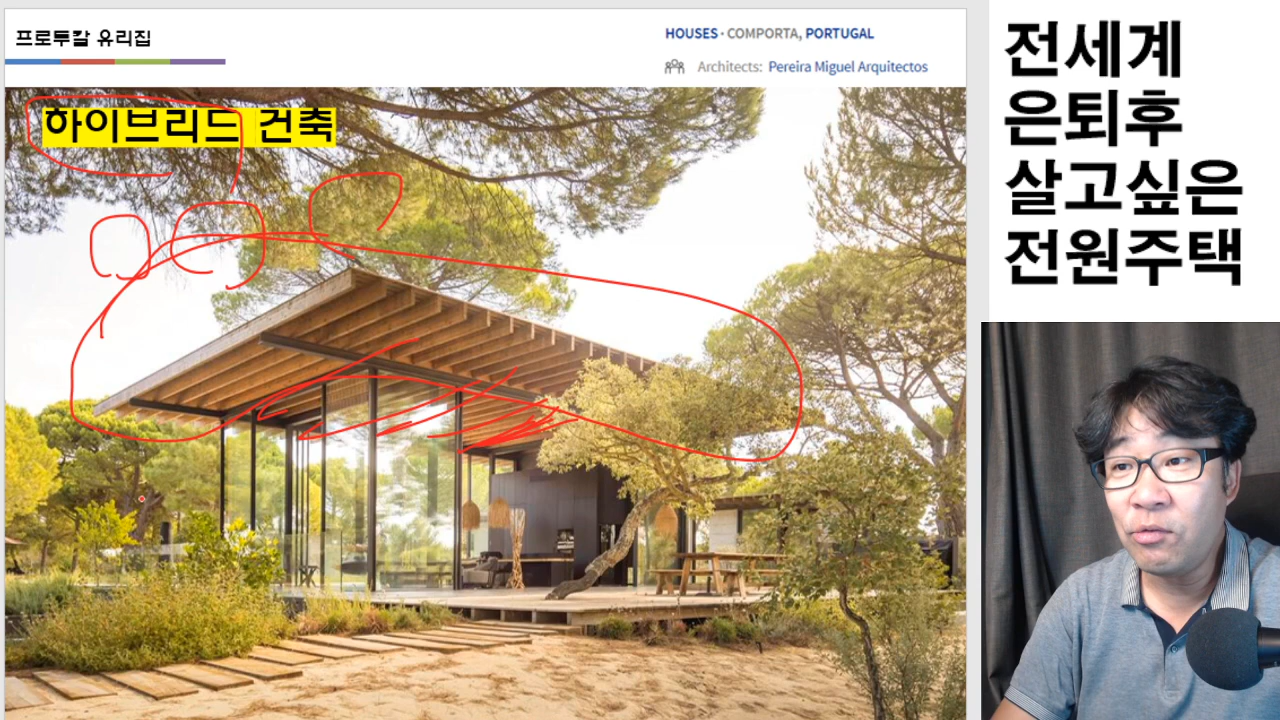 프로투칼 유리집
HOUSES · COMPORTA, PORTUGAL
Architects: Pereira Miguel Arquitectos
하이브리드 건축
전세계
은퇴후
살고싶은
전원주택